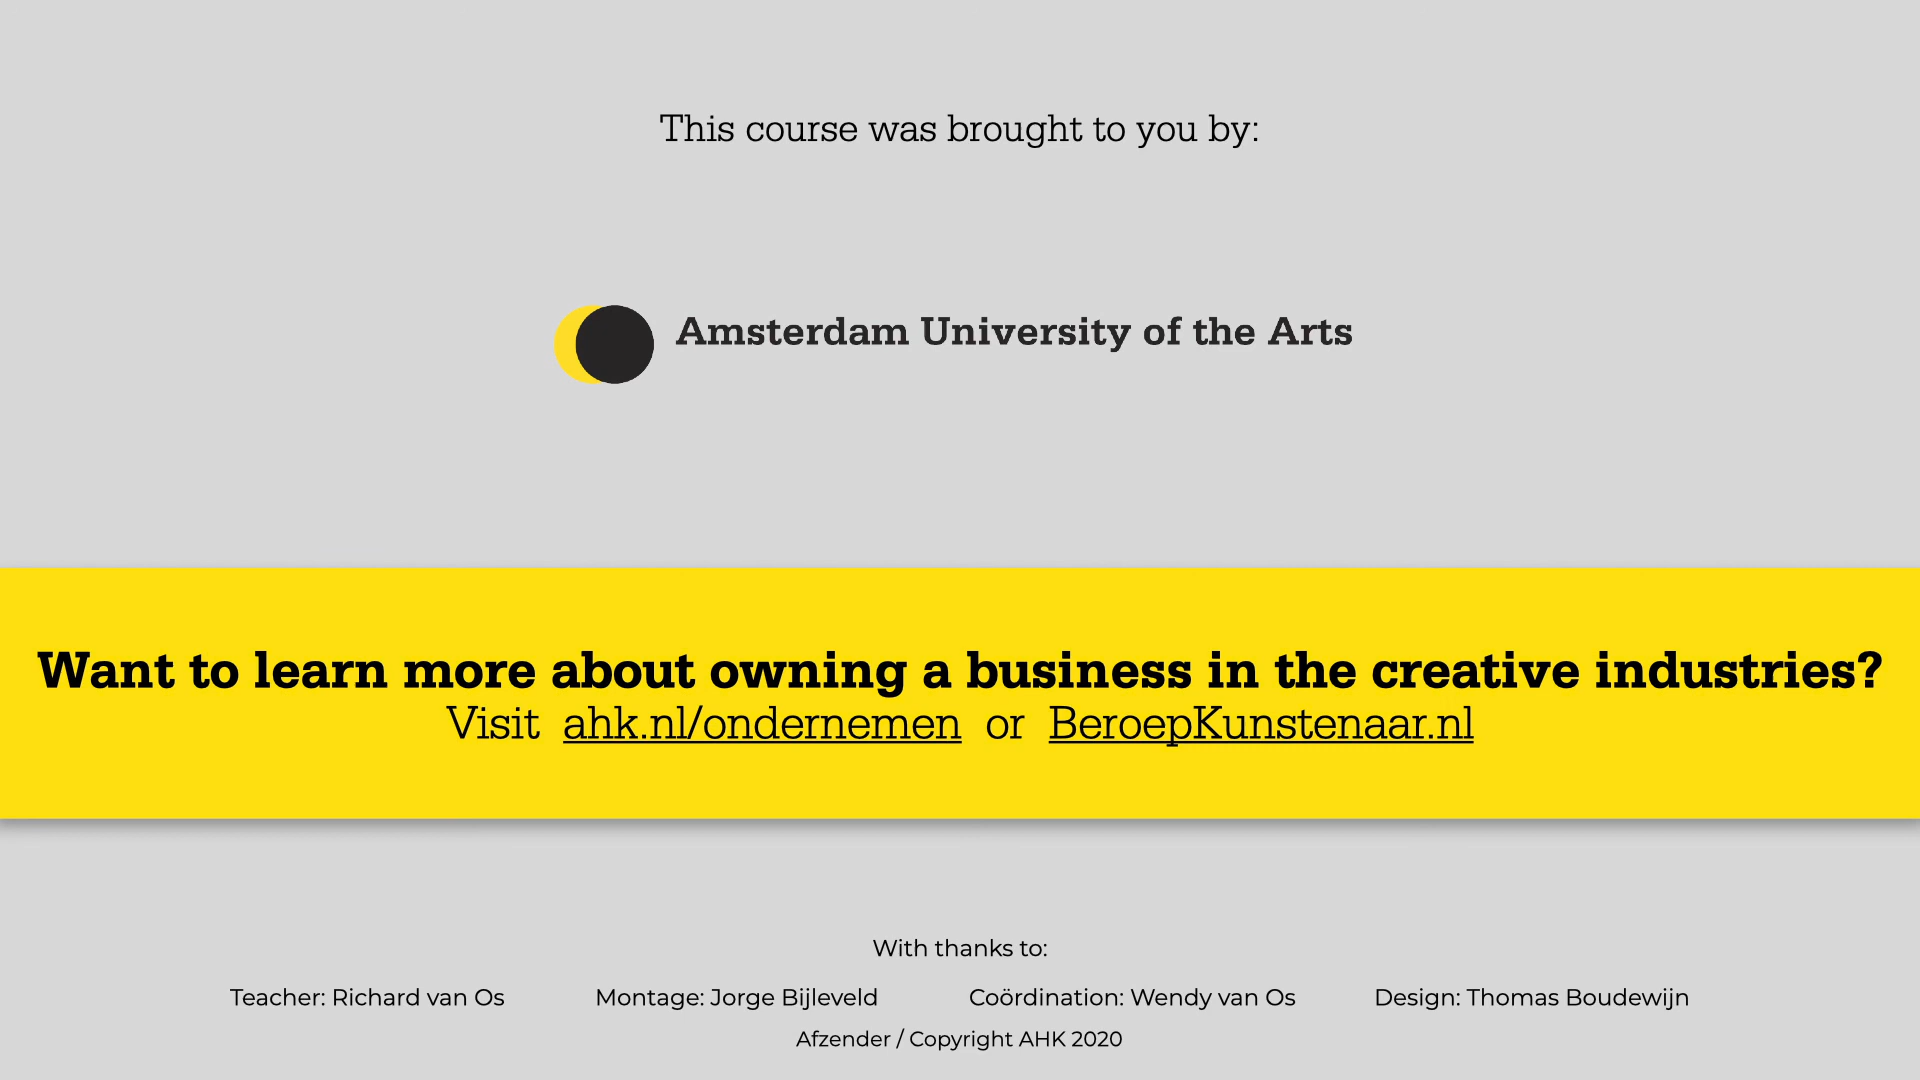 This course was brought to you by:
Amsterdam University of the Arts
Want to learn more about owning a business in the creative industries?
Visit ahk.nl/ondernemen or BeroepKunstenaar.nl
With thanks to:
Teacher: Richard van Os Montage: Jorge Bijleveld Coördination: Wendy van Os Design: Thomas Boudewijn
Afzender / Copyright AHK 2020